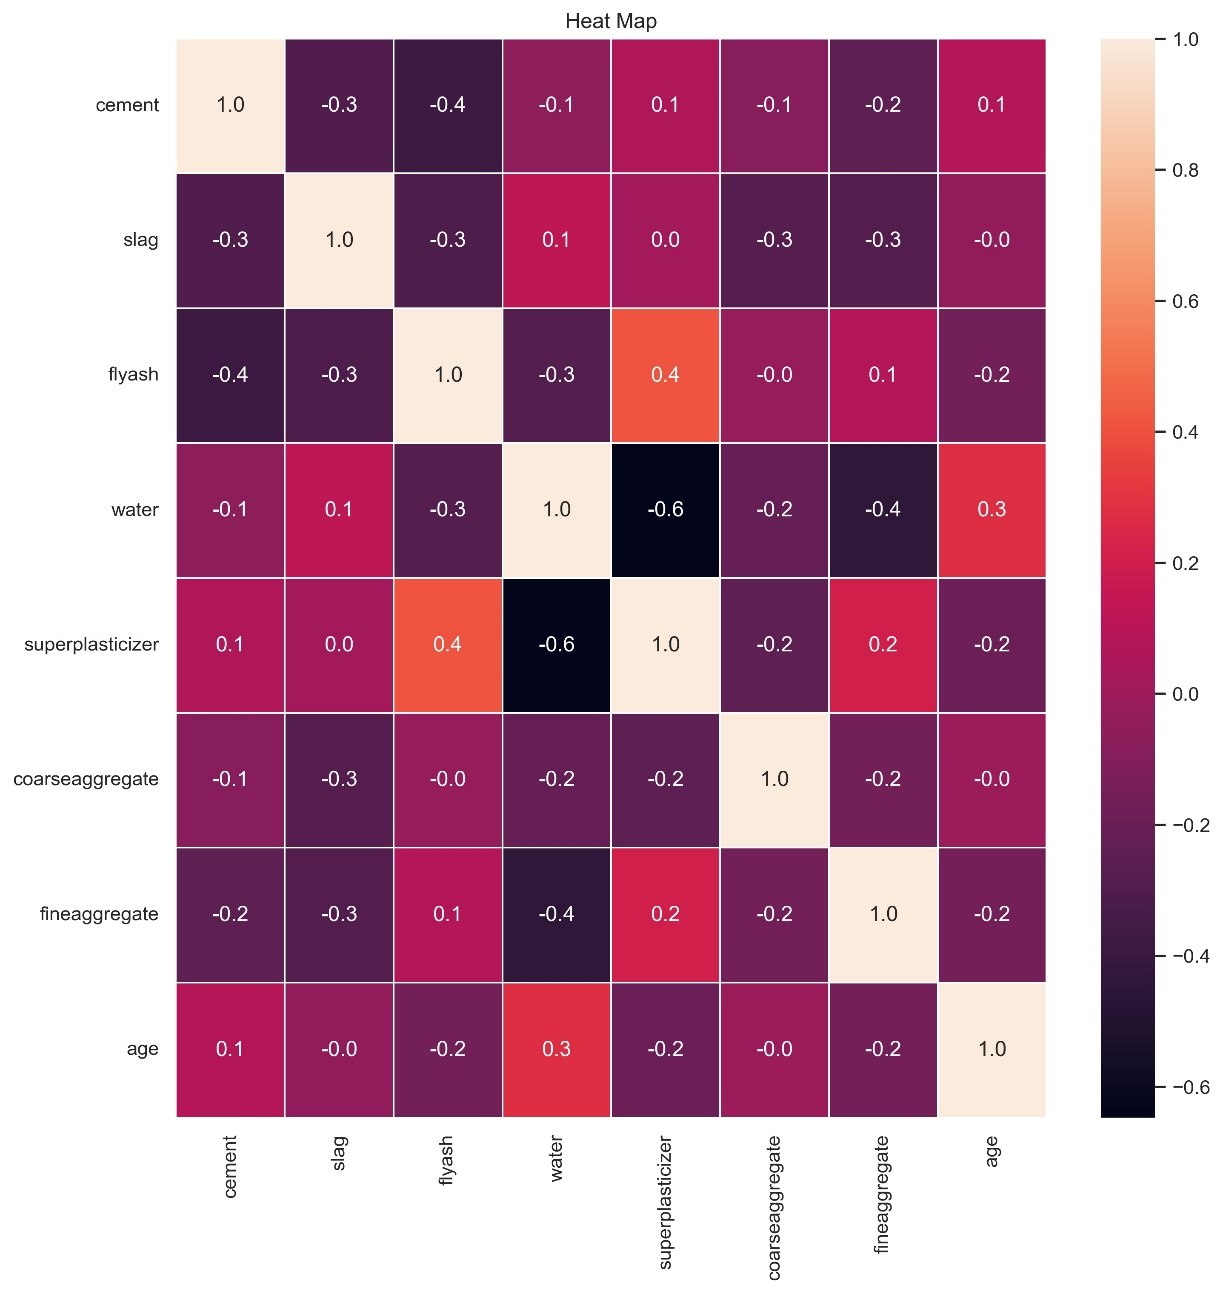 Heat Map
cement 1.0 -0.3 -0.4 -0.1 0.1 -0.1 -0.2 0.1
slag -0.3 1.0 -0.3 0.1 0.0 -0.3 -0.3 -0.0
flyash -0.4 -0.3 1.0 -0.3 0.4 -0.0 0.1 -0.2
water -0.1 0.1 -0.3 1.0 -0.6 -0.2 -0.4 0.3
superplasticizer 0.1 0.0 0.4 -0.6 1.0 -0.2 0.2 -0.2
coarseaggregate -0.1 -0.3 -0.0 -0.2 -0.2 1.0 -0.2 -0.0
fineaggregate -0.2 -0.3 0.1 -0.4 0.2 -0.2 1.0 -0.2
age 0.1 -0.0 -0.2 0.3 -0.2 -0.0 -0.2 1.0
cement
slag
flyash
water
superplasticizer
coarseaggregate
fineaggregate
age
1.0
0.8
0.6
0.4
0.2
0.0
−0.2
−0.4
−0.6